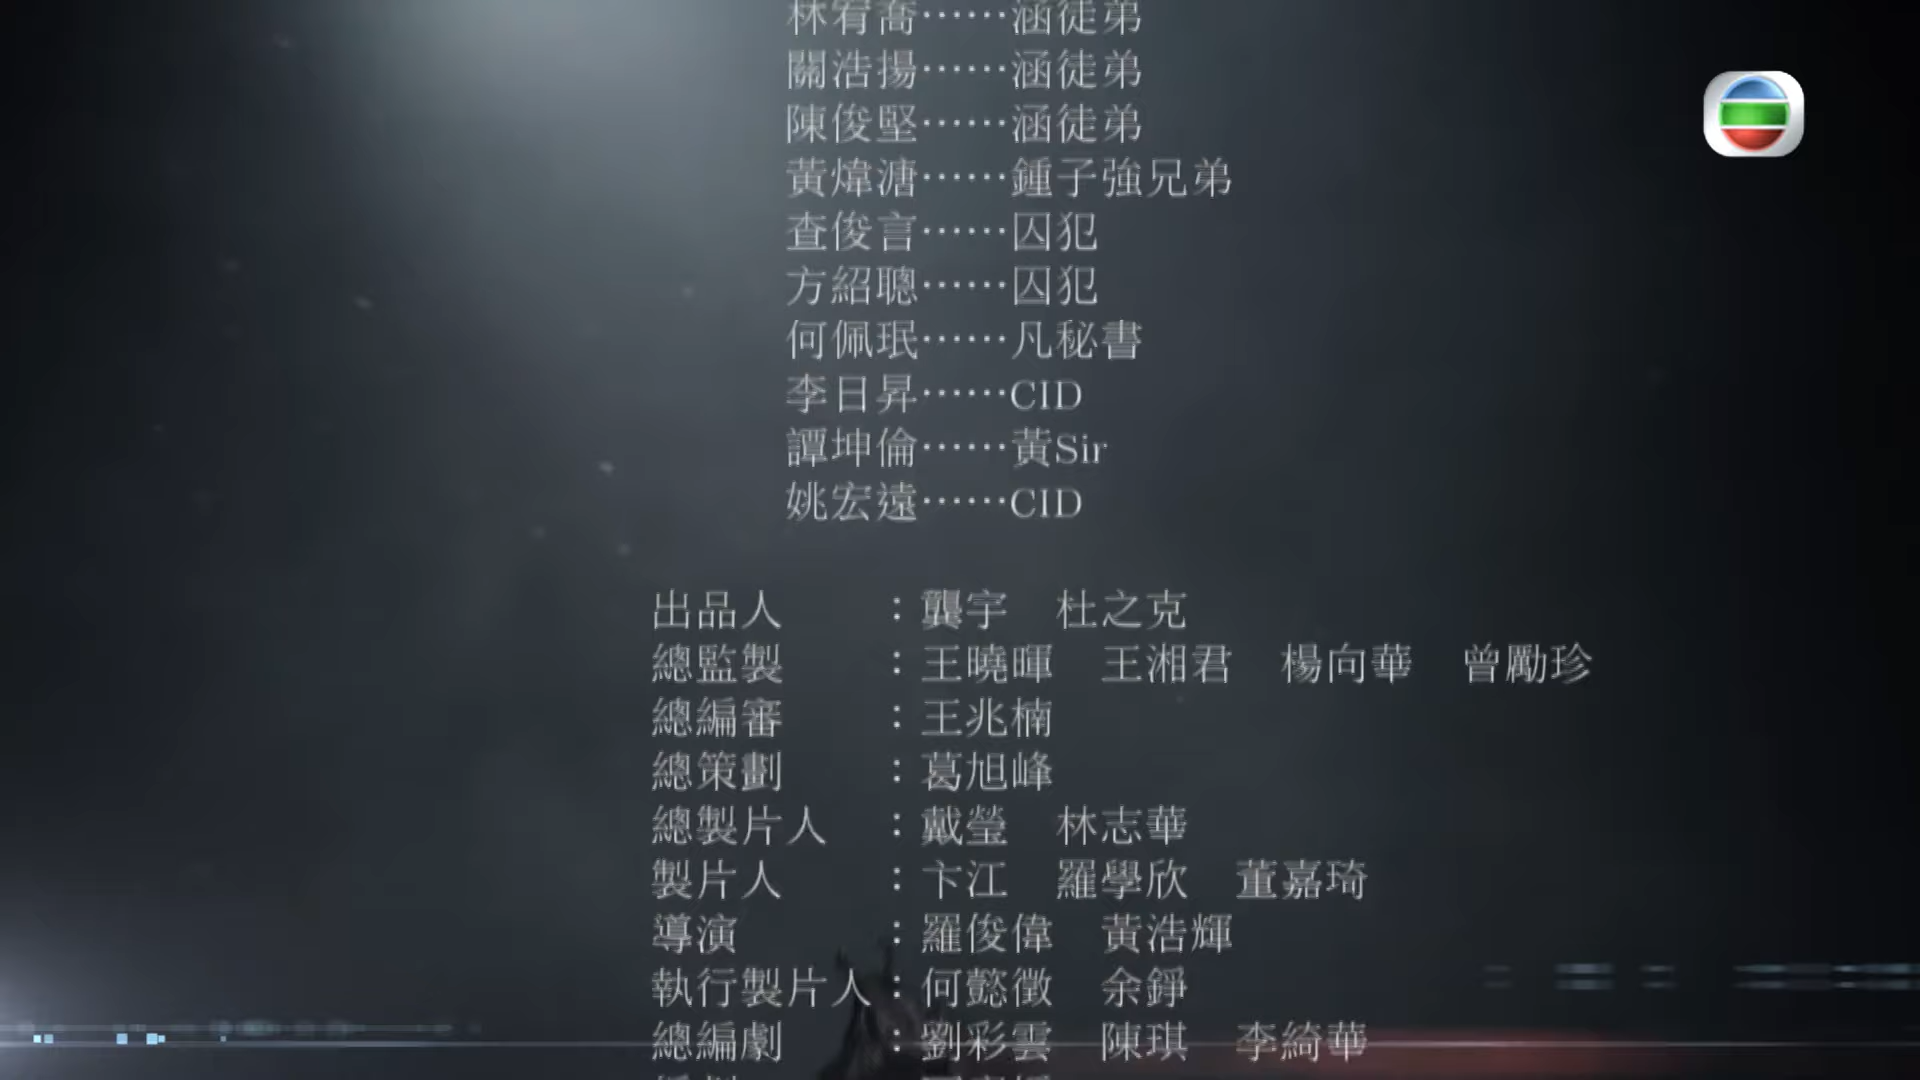 林宥喬……涵徒弟
關浩揚……涵徒弟
陳俊堅……涵徒弟
黃煒溏……鍾子強兄弟
查俊言……囚犯
方紹聰……囚犯
何佩珉……凡秘書
李日昇……CID
譚坤倫……黃Sir
姚宏遠……CID
出品人：龔宇　杜之克
總監製：王曉暉　王湘君　楊向華　曾勵珍
總編審：王兆楠
總策劃：葛旭峰
總製片人：戴瑩　林志華
製片人：卞江　羅學欣　董嘉琦
導演：羅俊偉　黃浩輝
執行製片人：何懿徵　余錚
總編劇：劉彩雲　陳琪　李綺華